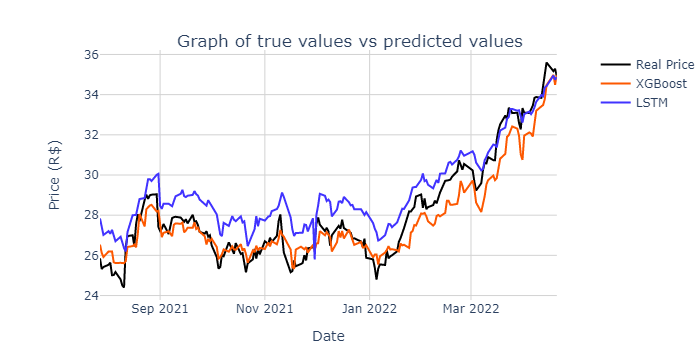 Graph of true values vs predicted values
Real Price
XGBoost
LSTM
Price (R$)
36
34
32
30
28
26
24
Sep 2021
Nov 2021
Jan 2022
Mar 2022
Date